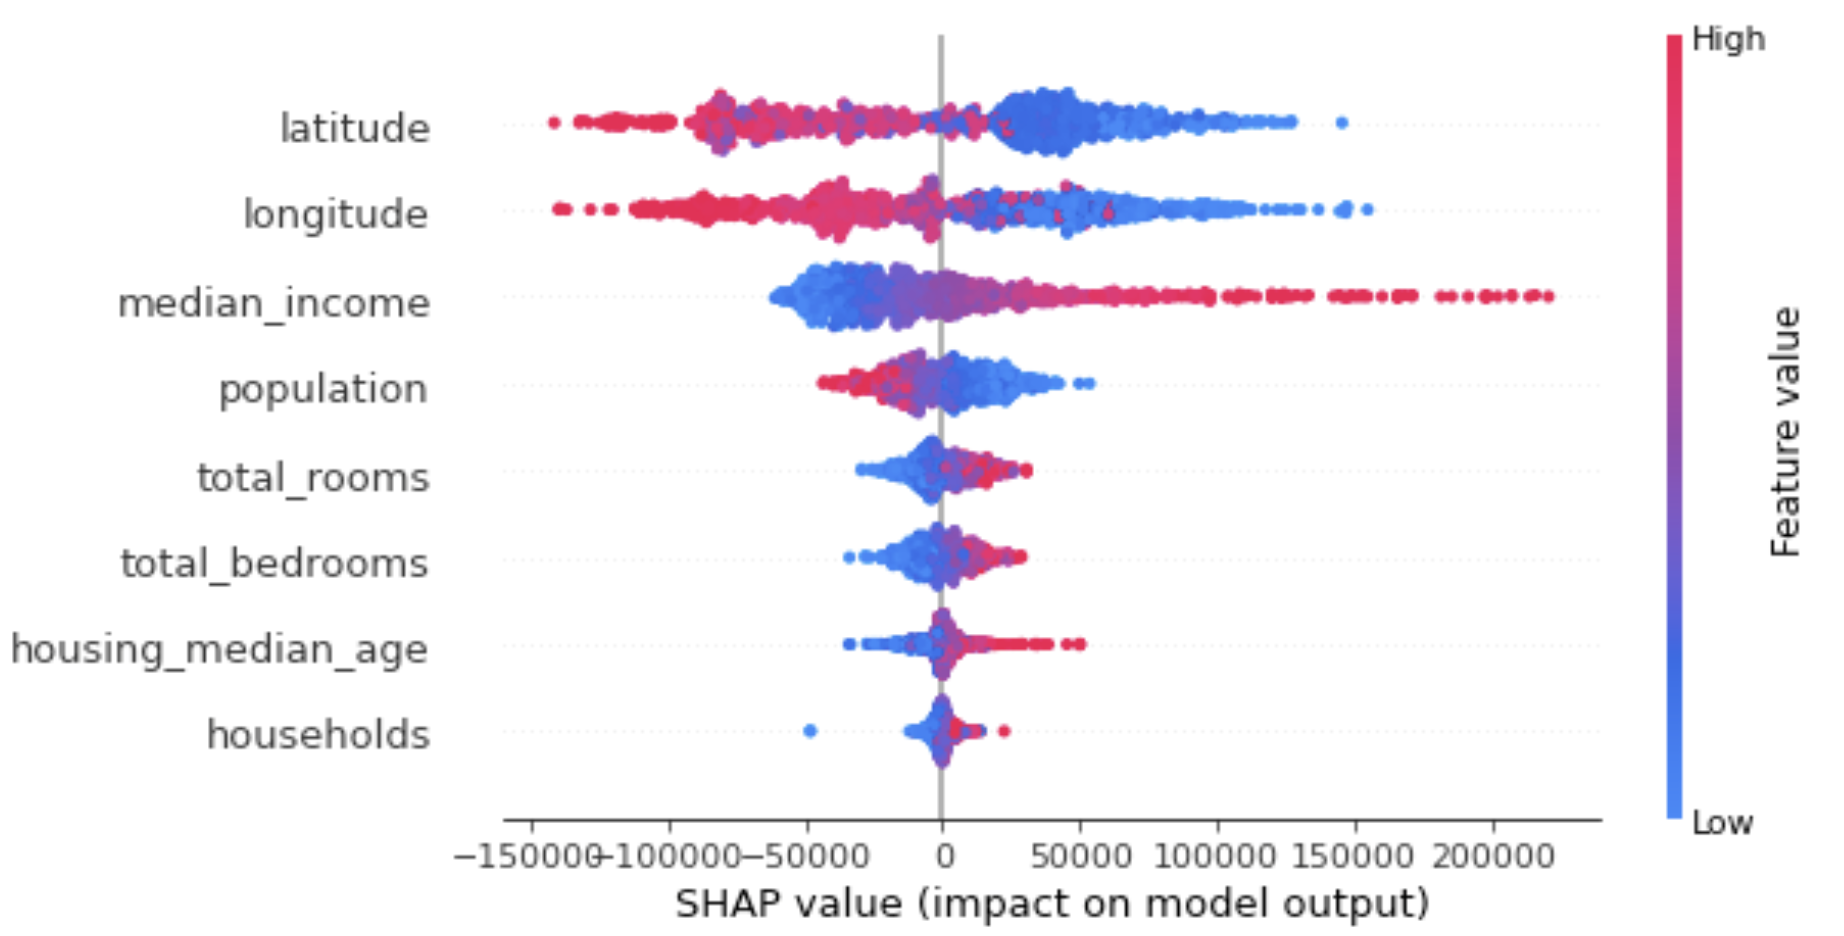 High
latitude
longitude
median_income
population
total_rooms
total_bedrooms
housing_median_age
households
Feature value
Low
−150000 −100000 −50000 0 50000 100000 150000 200000
SHAP value (impact on model output)